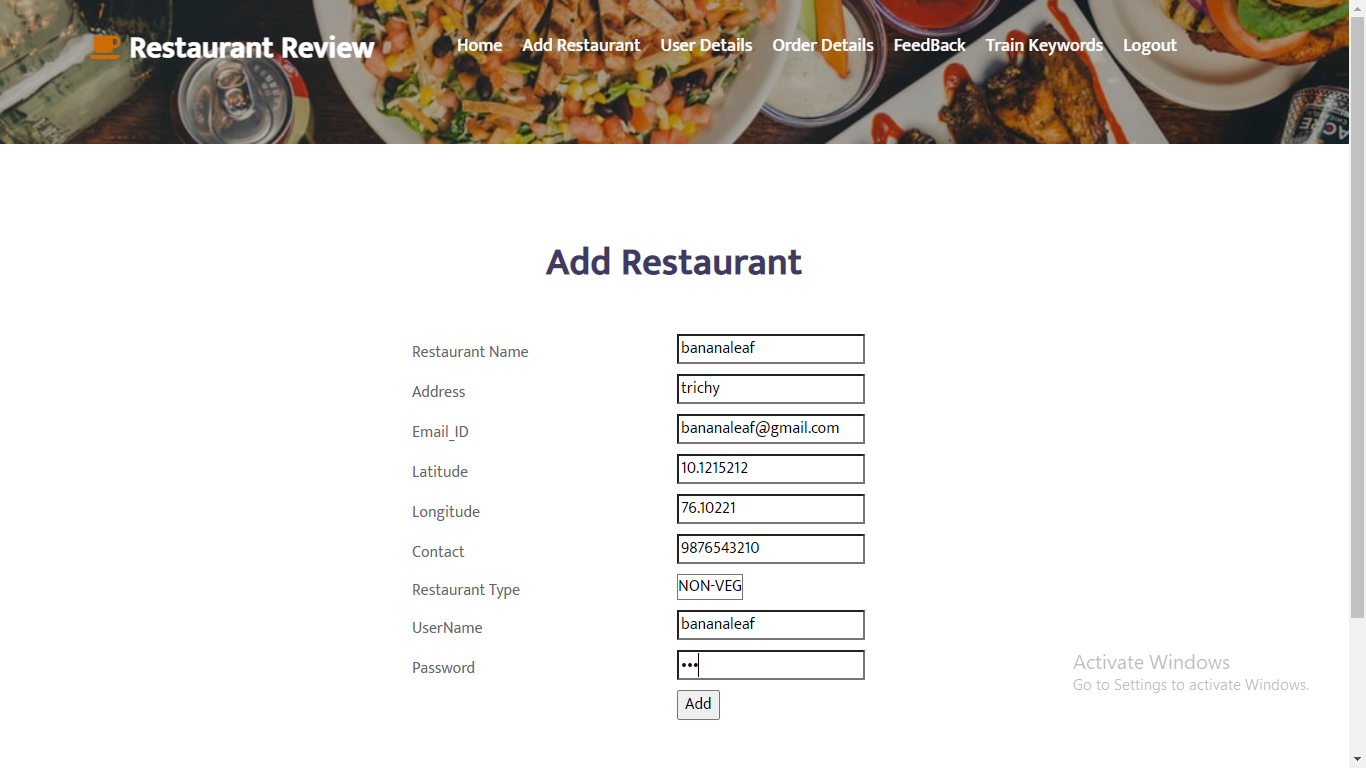 Restaurant Review
Home Add Restaurant User Details Order Details FeedBack Train Keywords Logout
Add Restaurant
Restaurant Name bananaleaf
Address trichy
Email_ID bananaleaf@gmail.com
Latitude 10.1215212
Longitude 76.10221
Contact 9876543210
Restaurant Type NON-VEG
UserName bananaleaf
Password •••
Add
Activate Windows
Go to Settings to activate Windows.